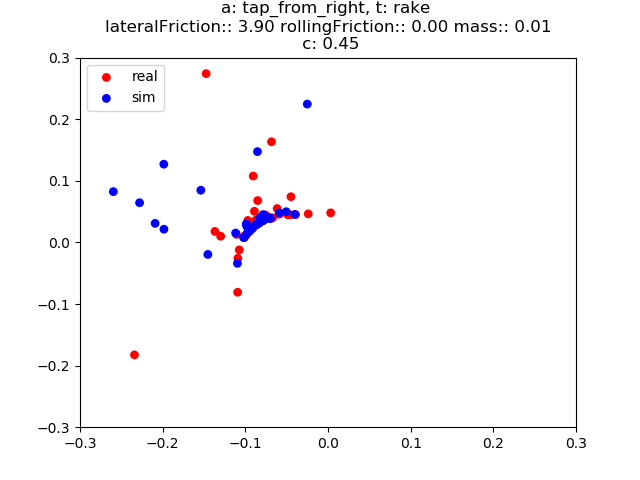 a: tap_from_right, t: rake
lateralFriction:: 3.90 rollingFriction:: 0.00 mass:: 0.01
c: 0.45
real
sim
0.3
0.2
0.1
0.0
−0.1
−0.2
−0.3
−0.3 −0.2 −0.1 0.0 0.1 0.2 0.3